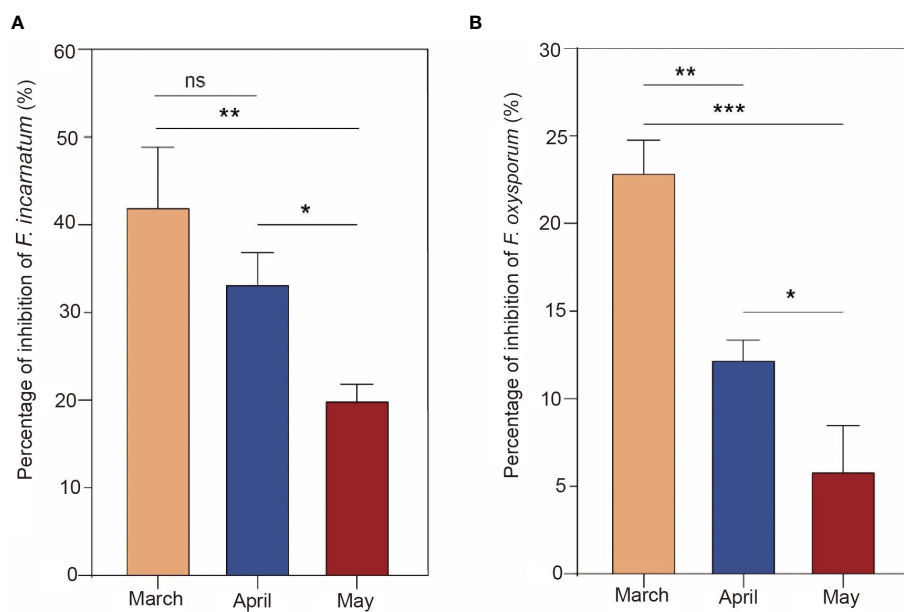 A
Percentage of inhibition of F. incarnatum (%)
60
50
40
30
20
10
0
ns
**
*
March
April
May
B
Percentage of inhibition of F. oxysporum (%)
30
25
20
15
10
5
0
**
***
*
March
April
May